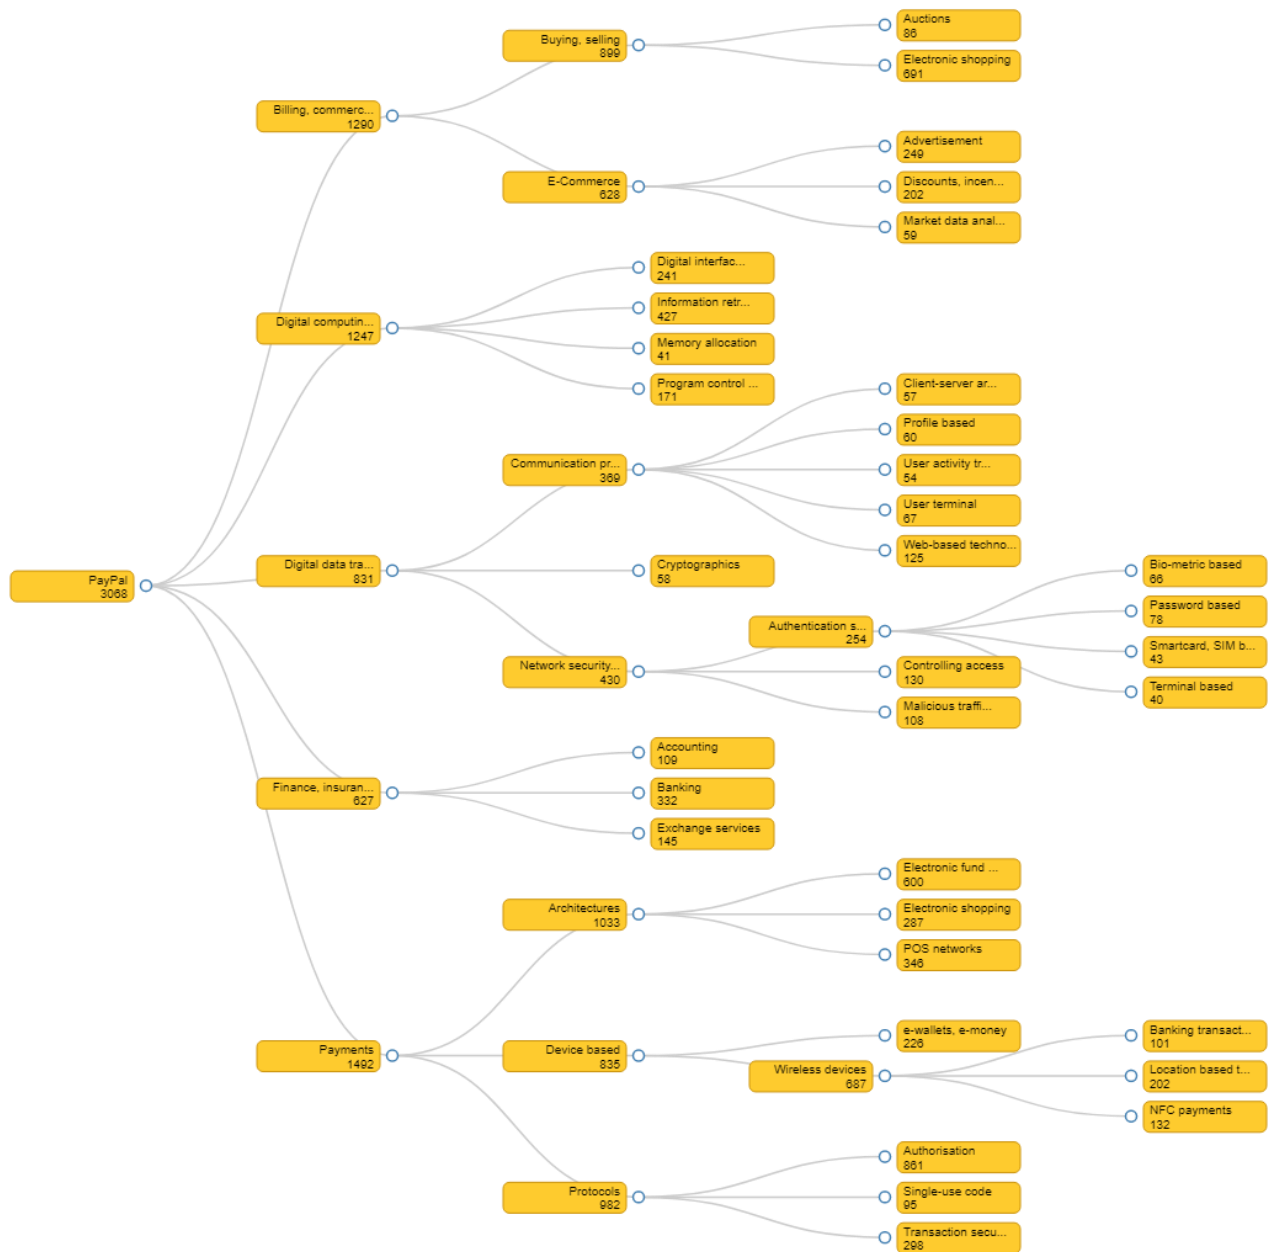 PayPal
3068
Billing, commerc...
1290
Buying, selling
899
Auctions
86
Electronic shopping
691
E-Commerce
628
Advertisement
249
Discounts, incen...
202
Market data anal...
59
Digital computin...
1247
Digital interfac...
241
Information retr...
427
Memory allocation
41
Program control ...
171
Digital data tra...
831
Communication pr...
369
Client-server ar...
57
Profile based
60
User activity tr...
54
User terminal
67
Web-based techno...
125
Cryptographics
58
Network security...
430
Authentication s...
254
Bio-metric based
66
Password based
78
Smartcard, SIM b...
43
Terminal based
40
Controlling access
130
Malicious traffi...
108
Finance, insuran...
627
Accounting
109
Banking
332
Exchange services
145
Payments
1492
Architectures
1033
Electronic fund ...
600
Electronic shopping
287
POS networks
346
Device based
835
e-wallets, e-money
226
Wireless devices
687
Banking transact...
101
Location based t...
202
NFC payments
132
Protocols
982
Authorisation
861
Single-use code
95
Transaction secu...
298